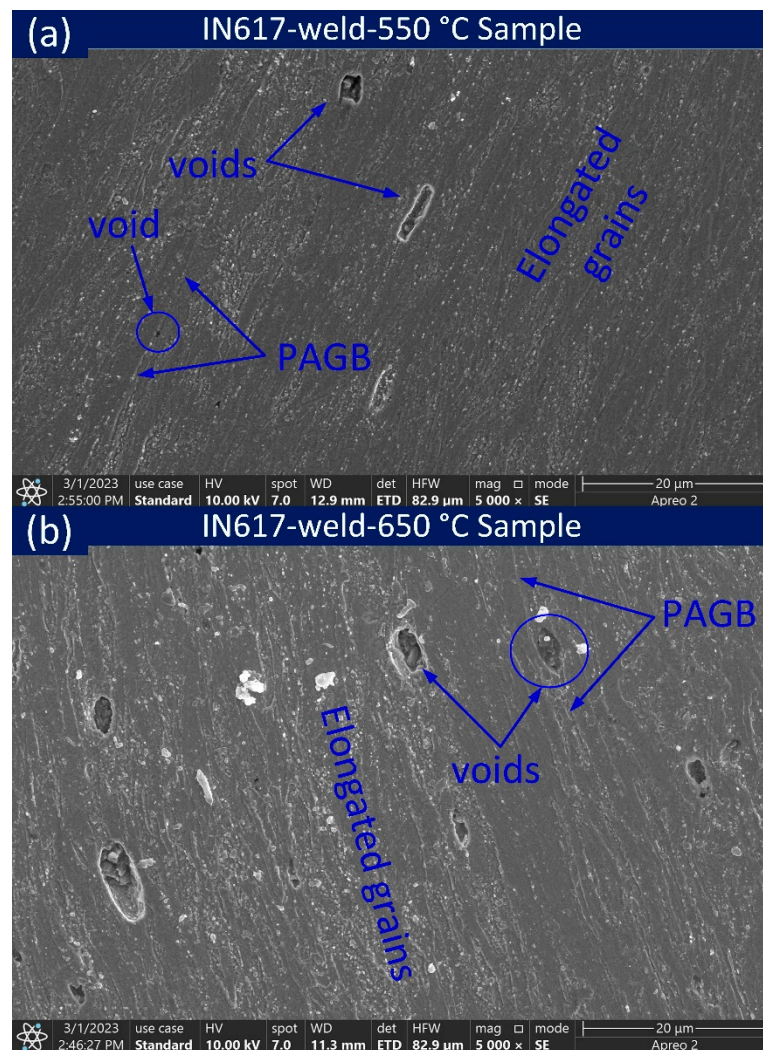 (a) IN617-weld-550 °C Sample
voids
void
PAGB
Elongated
grains
3/1/2023 use case HV spot WD det HFW mag □ mode 20 µm
2:55:00 PM Standard 10.00 kV 7.0 12.9 mm ETD 82.9 µm 5 000 × SE Apreo 2
(b) IN617-weld-650 °C Sample
PAGB
voids
Elongated grains
3/1/2023 use case HV spot WD det HFW mag □ mode 20 µm
2:46:27 PM Standard 10.00 kV 7.0 11.3 mm ETD 82.9 µm 5 000 × SE Apreo 2